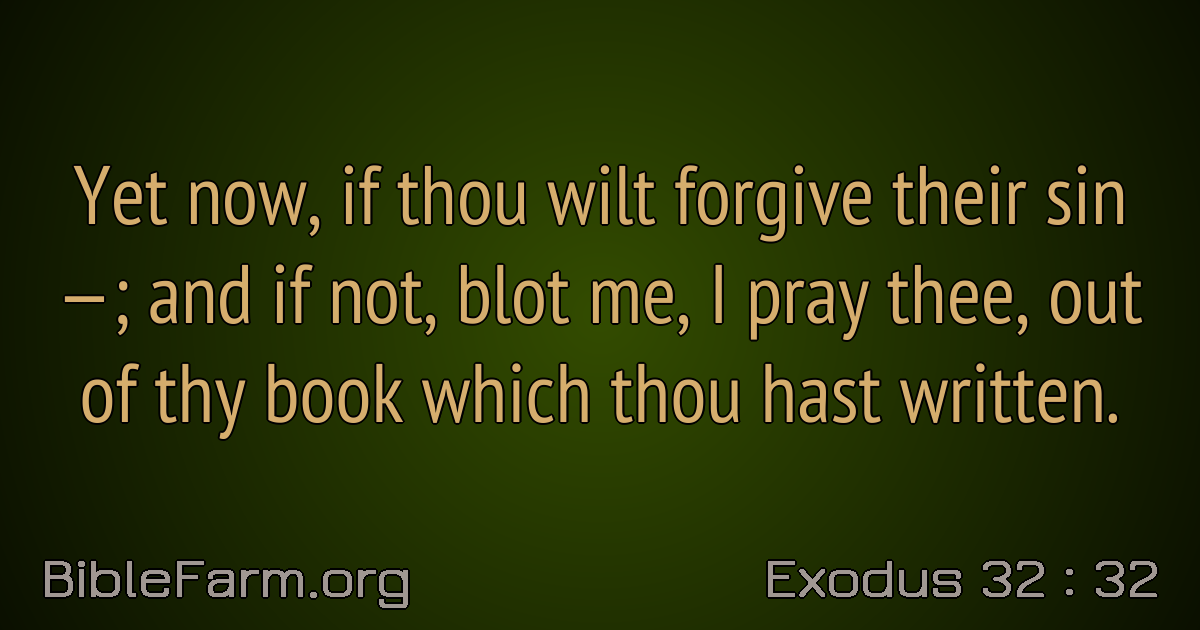 Yet now, if thou wilt forgive their sin
—; and if not, blot me, I pray thee, out
of thy book which thou hast written.
BibleFarm.org
Exodus 32 : 32